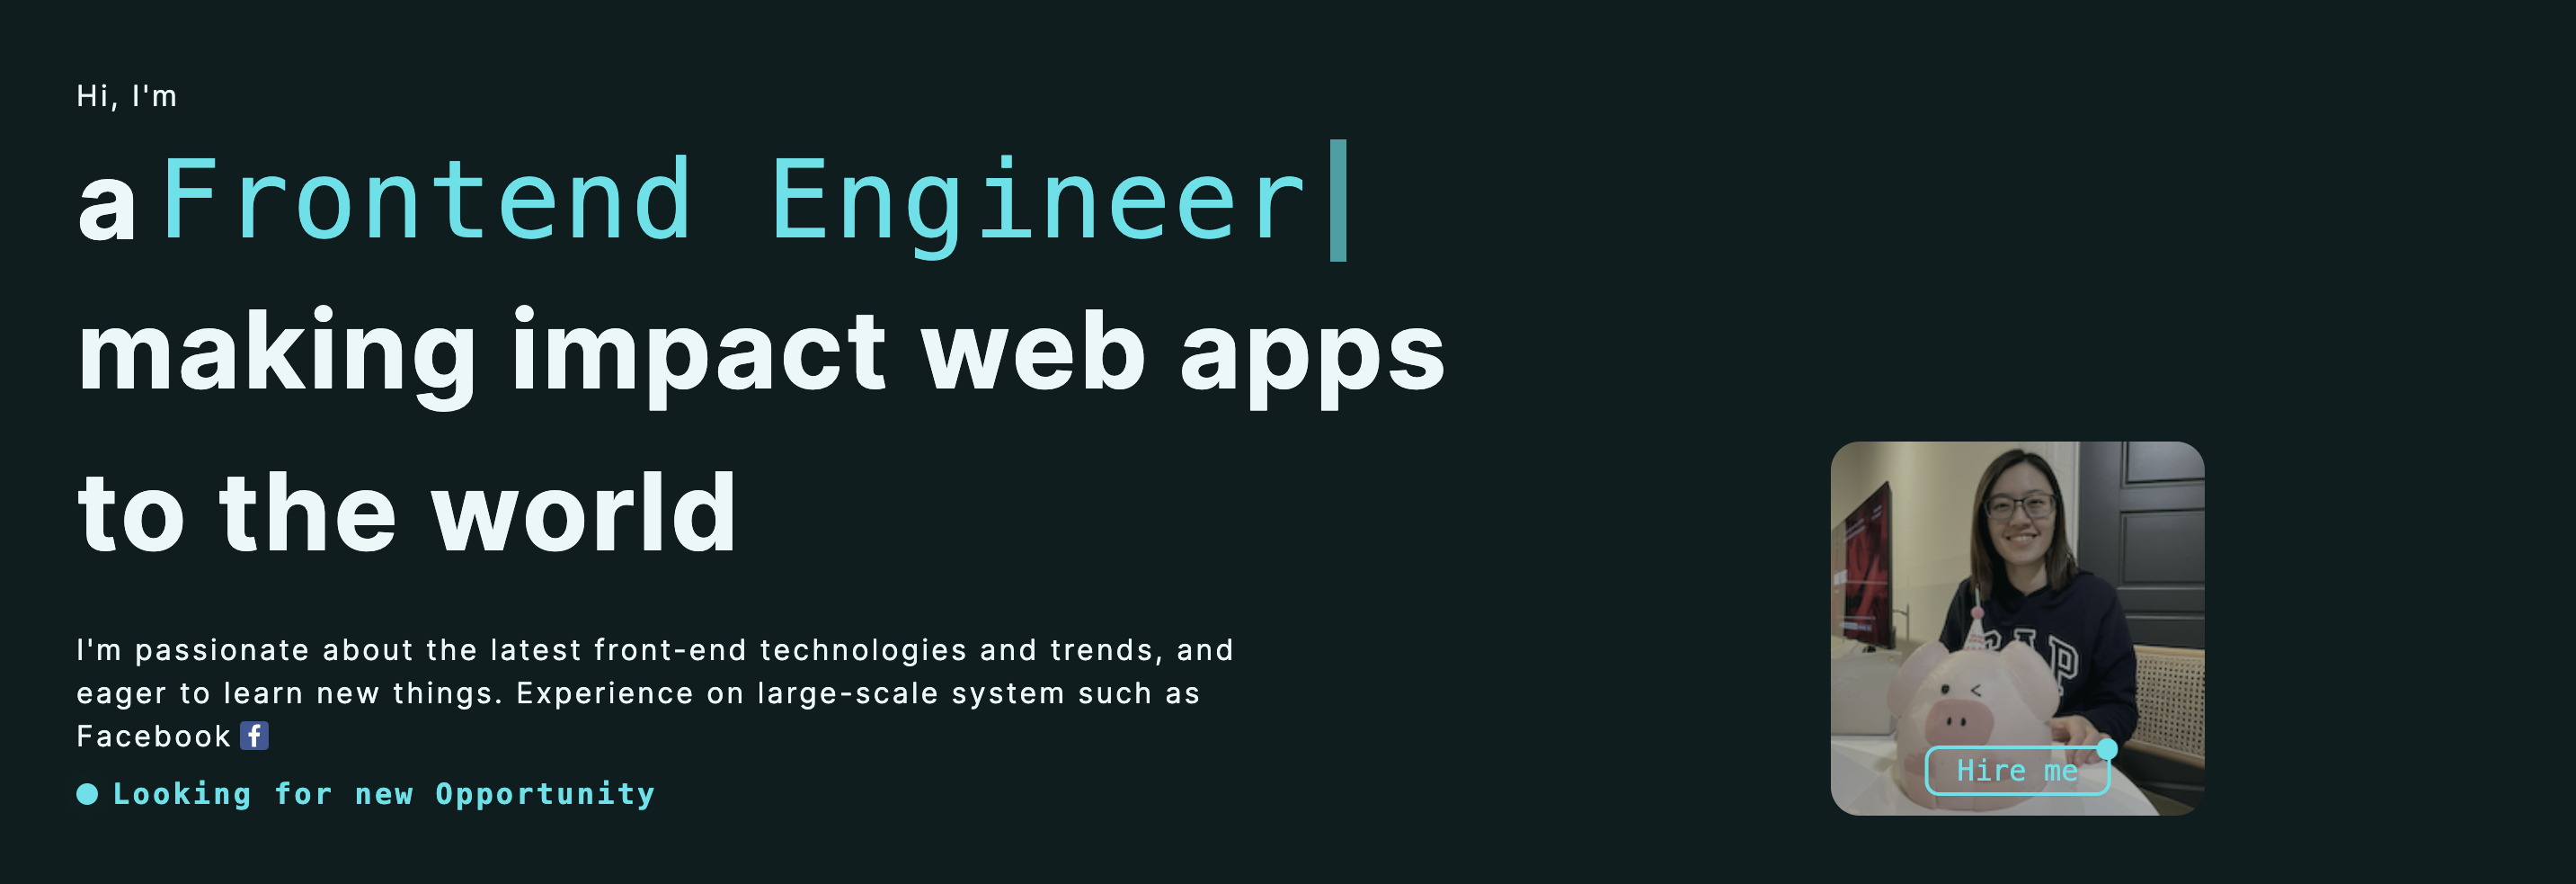 Hi, I'm
a Frontend Engineer
making impact web apps
to the world
I'm passionate about the latest front-end technologies and trends, and
eager to learn new things. Experience on large-scale system such as
Facebook f
Looking for new Opportunity
GAP
Hire me